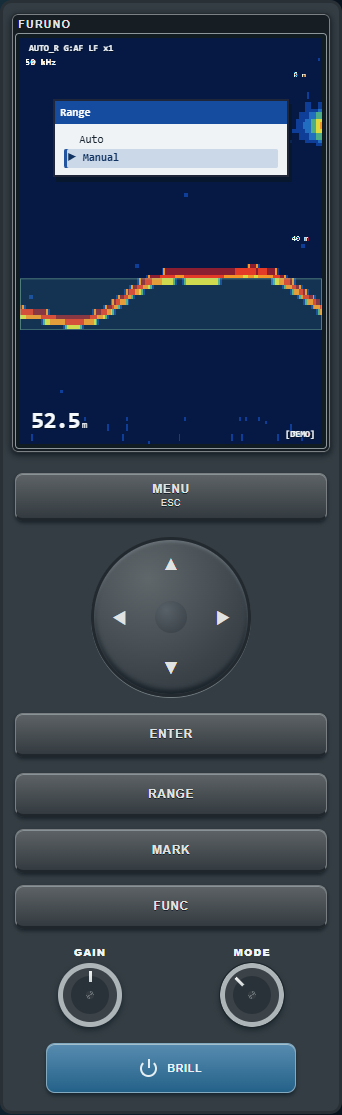 FURUNO
AUTO_R G:AF LF x1
50 kHz
0 m
Range
Auto
▶ Manual
40 m
52.5m
[DEMO]
MENU
ESC
▲
◀ ▶
▼
ENTER
RANGE
MARK
FUNC
GAIN MODE
BRILL